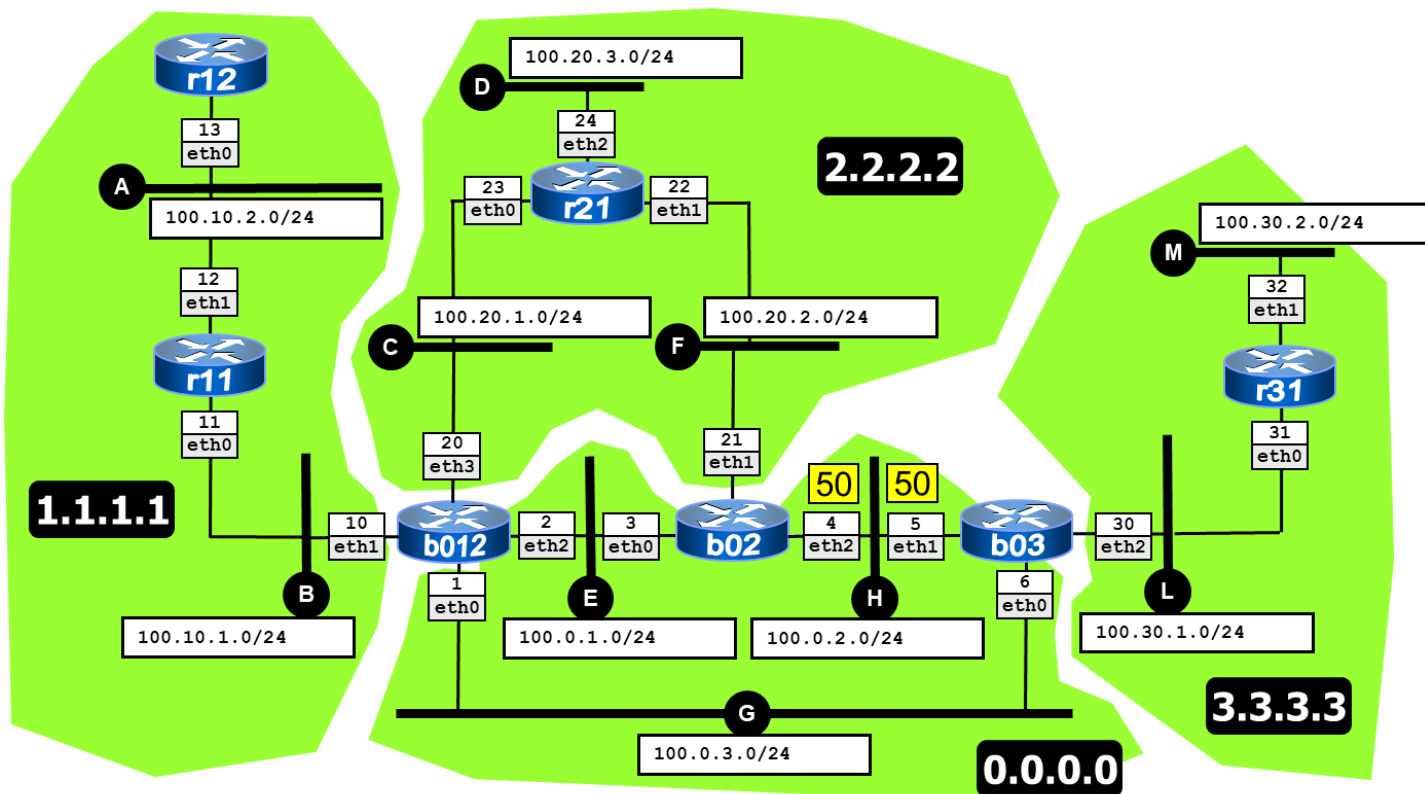 r12
13
eth0
A
100.10.2.0/24
12
eth1
r11
11
eth0
1.1.1.1
B
100.10.1.0/24
10
eth1
D
100.20.3.0/24
24
eth2
r21
23
eth0
22
eth1
2.2.2.2
C
100.20.1.0/24
F
100.20.2.0/24
20
eth3
21
eth1
b012
2
eth2
3
eth0
b02
50
50
4
eth2
5
eth1
b03
1
eth0
E
100.0.1.0/24
H
100.0.2.0/24
6
eth0
G
100.0.3.0/24
0.0.0.0
100.30.2.0/24
M
32
eth1
r31
31
eth0
30
eth2
L
100.30.1.0/24
3.3.3.3